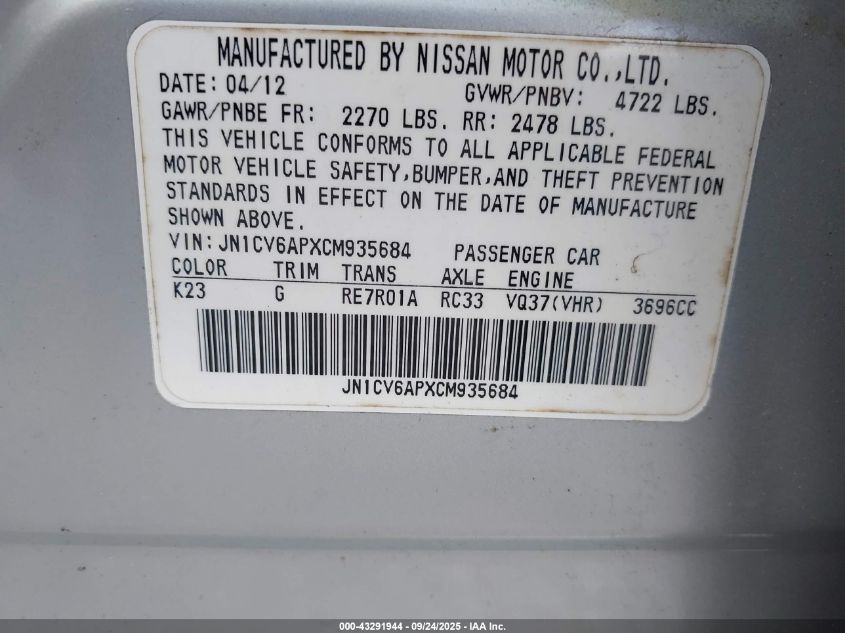 MANUFACTURED BY NISSAN MOTOR CO.,LTD.
DATE: 04/12 GVWR/PNBV: 4722 LBS.
GAWR/PNBE FR: 2270 LBS. RR: 2478 LBS.
THIS VEHICLE CONFORMS TO ALL APPLICABLE FEDERAL
MOTOR VEHICLE SAFETY,BUMPER,AND THEFT PREVENTION
STANDARDS IN EFFECT ON THE DATE OF MANUFACTURE
SHOWN ABOVE.
VIN: JN1CV6APXCM935684 PASSENGER CAR
COLOR TRIM TRANS AXLE ENGINE
K23 G RE7R01A RC33 VQ37(VHR) 3696CC
JN1CV6APXCM935684
000-43291944 - 09/24/2025 - IAA Inc.